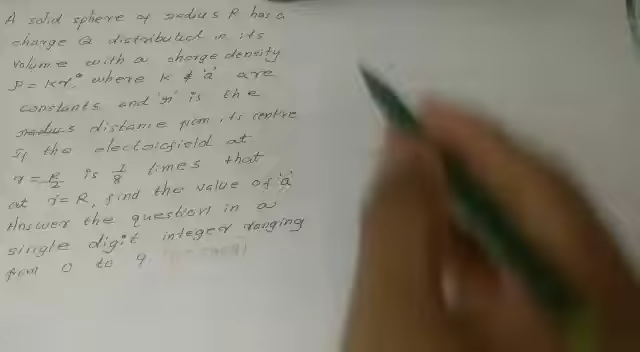 A solid sphere of radius R has a
charge Q distributed in its
volume with a charge density
ρ = kr^a, where k & 'a' are
constants and 'r' is the
distance from its centre
If the electric field at
r = R/2 is 1/8 times that
at r = R, find the value of 'a'
Answer the question in a
single digit integer ranging
from 0 to 9.